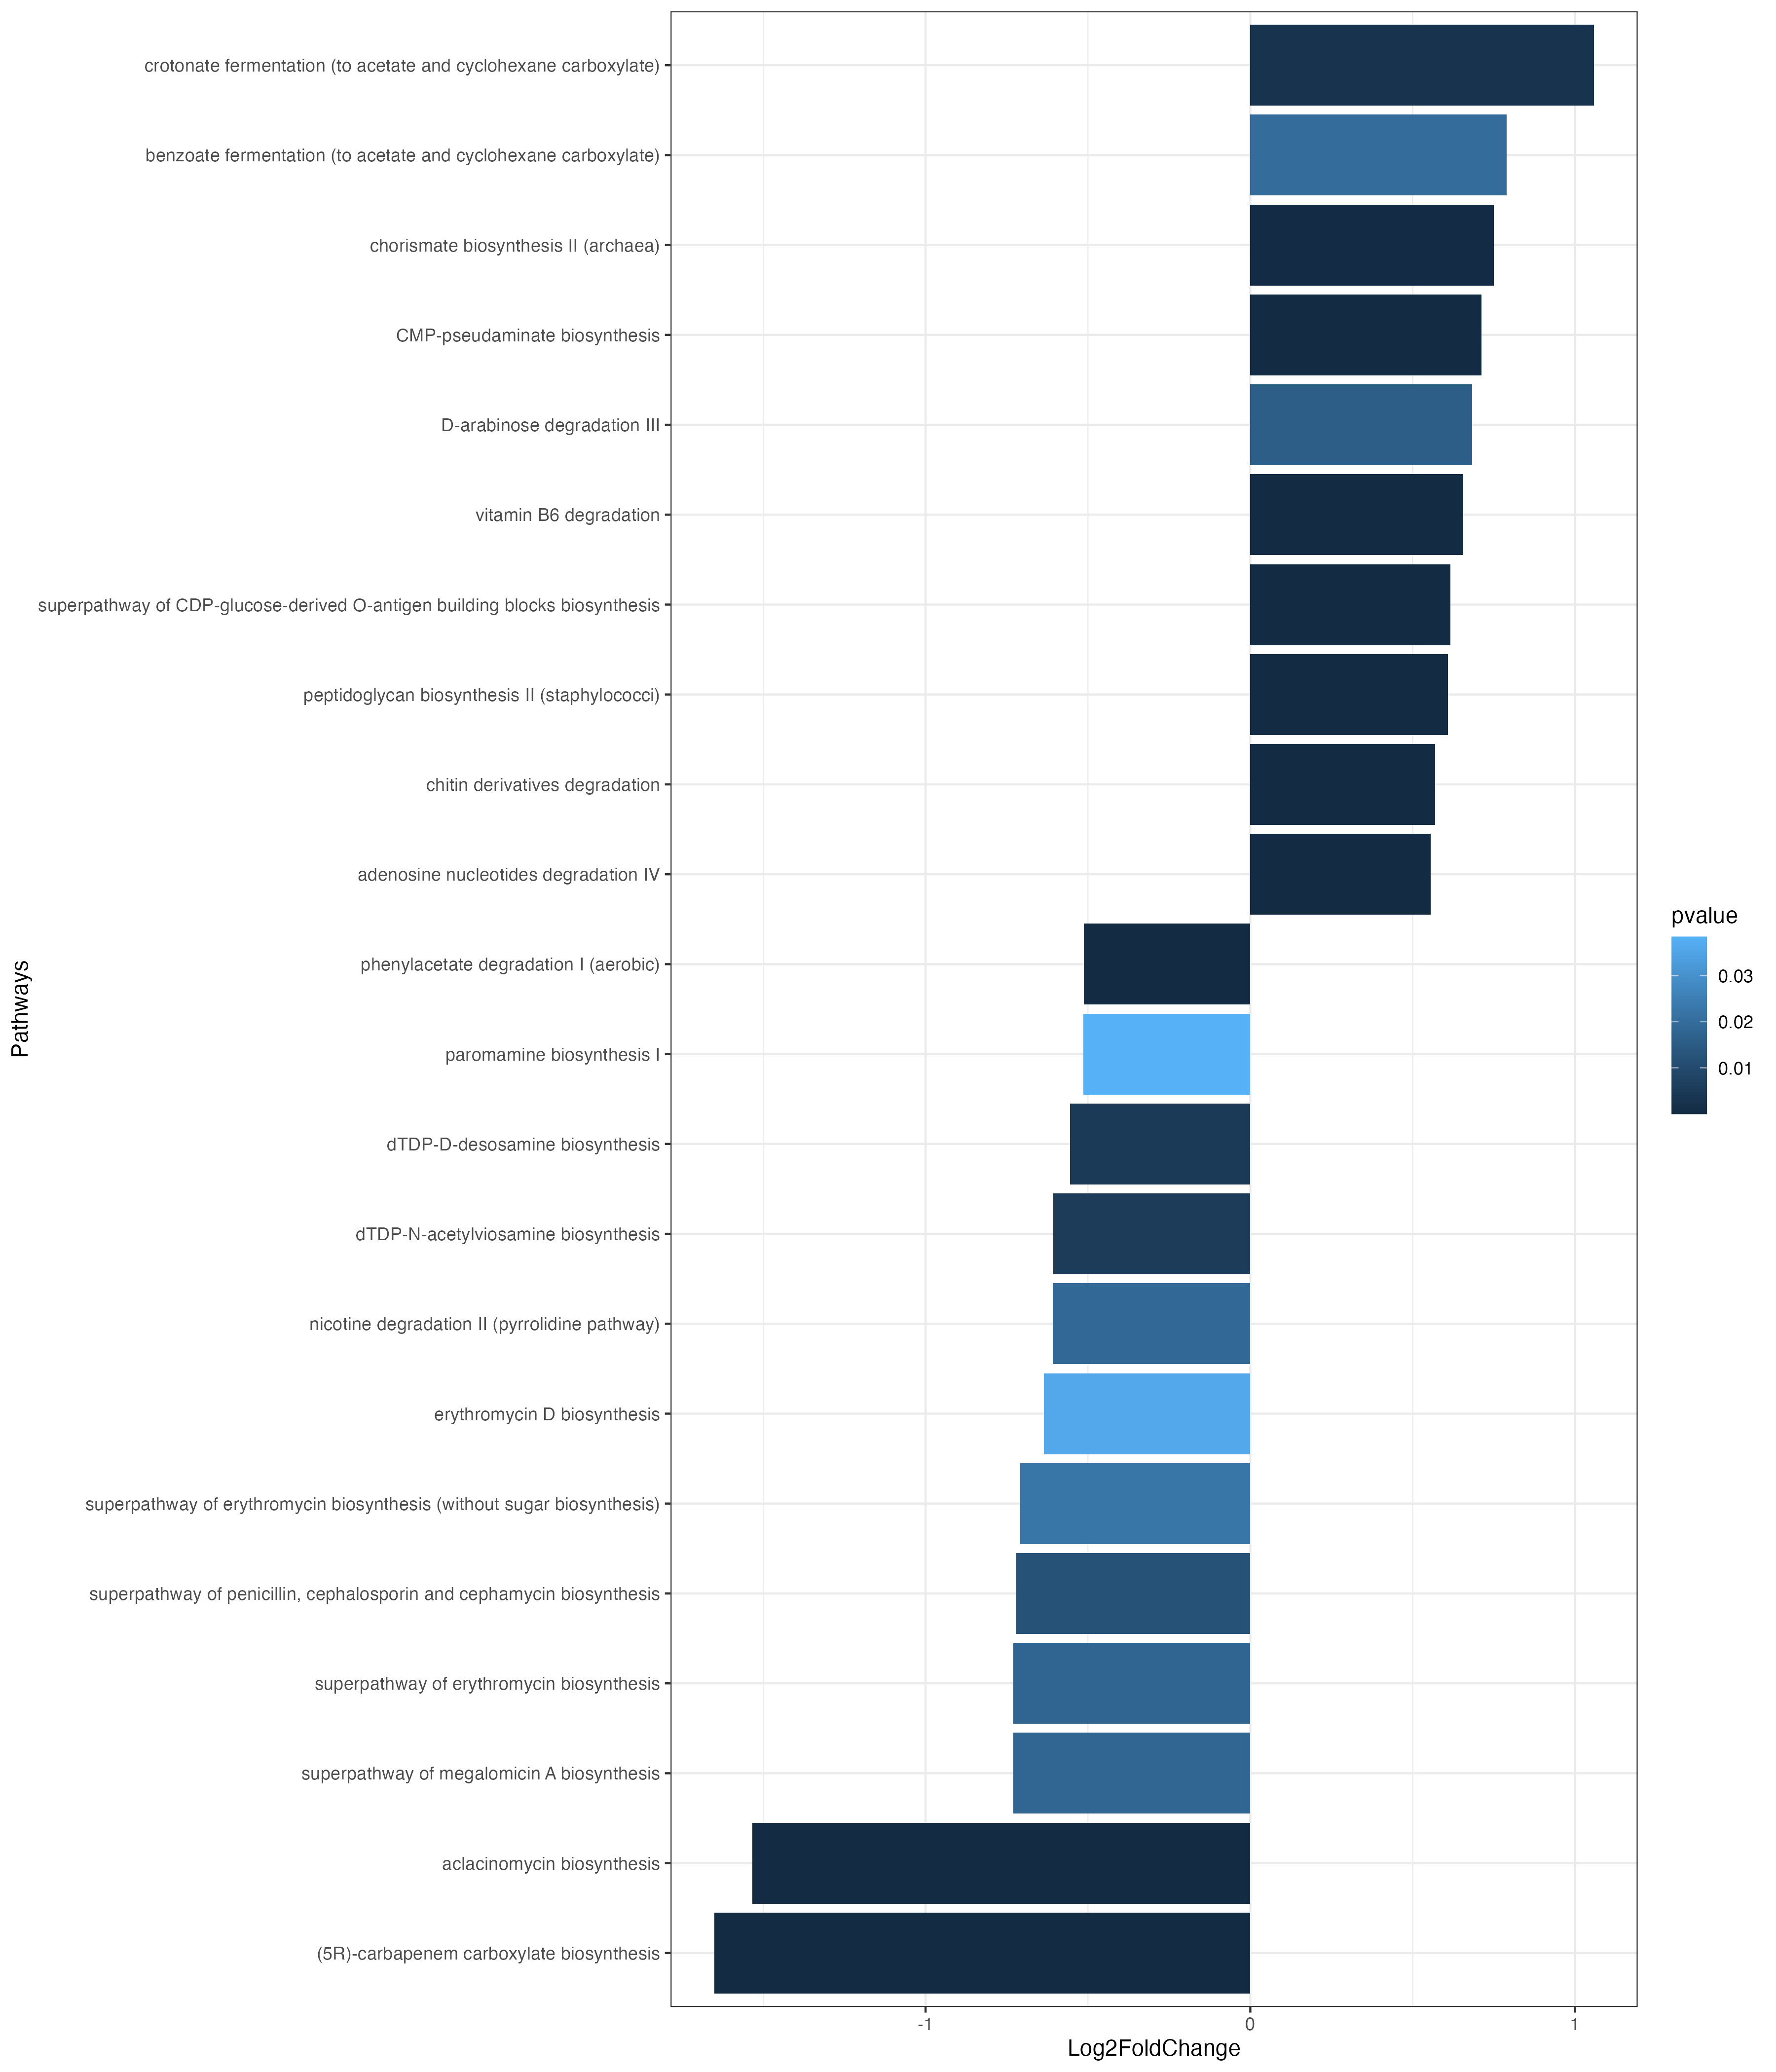 crotonate fermentation (to acetate and cyclohexane carboxylate)
benzoate fermentation (to acetate and cyclohexane carboxylate)
chorismate biosynthesis II (archaea)
CMP-pseudaminate biosynthesis
D-arabinose degradation III
vitamin B6 degradation
superpathway of CDP-glucose-derived O-antigen building blocks biosynthesis
peptidoglycan biosynthesis II (staphylococci)
chitin derivatives degradation
adenosine nucleotides degradation IV
phenylacetate degradation I (aerobic)
paromamine biosynthesis I
dTDP-D-desosamine biosynthesis
dTDP-N-acetylviosamine biosynthesis
nicotine degradation II (pyrrolidine pathway)
erythromycin D biosynthesis
superpathway of erythromycin biosynthesis (without sugar biosynthesis)
superpathway of penicillin, cephalosporin and cephamycin biosynthesis
superpathway of erythromycin biosynthesis
superpathway of megalomicin A biosynthesis
aclacinomycin biosynthesis
(5R)-carbapenem carboxylate biosynthesis
Pathways
-1
0
1
Log2FoldChange
pvalue
0.03
0.02
0.01